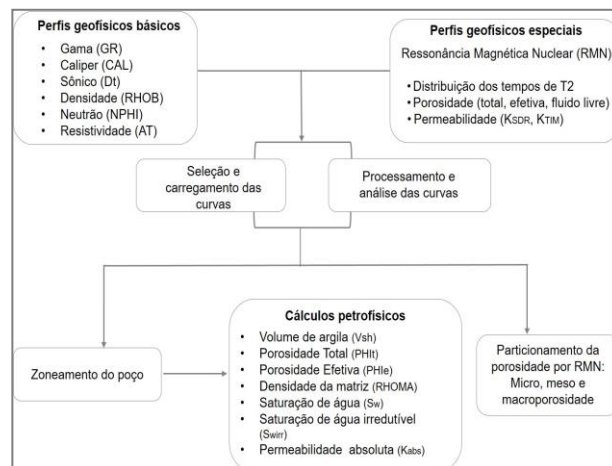 Perfis geofísicos básicos
• Gama (GR)
• Caliper (CAL)
• Sônico (Dt)
• Densidade (RHOB)
• Neutrão (NPHI)
• Resistividade (AT)
Perfis geofísicos especiais
Ressonância Magnética Nuclear (RMN)
• Distribuição dos tempos de T2
• Porosidade (total, efetiva, fluido livre)
• Permeabilidade (KSDR, KTIM)
Seleção e
carregamento das
curvas
Processamento e
análise das curvas
Zoneamento do poço
Cálculos petrofísicos
• Volume de argila (Vsh)
• Porosidade Total (PHIt)
• Porosidade Efetiva (PHIe)
• Densidade da matriz (RHOMA)
• Saturação de água (Sw)
• Saturação de água irredutível
(Swirr)
• Permeabilidade absoluta (Kabs)
Particionamento da
porosidade por RMN:
Micro, meso e
macroporosidade